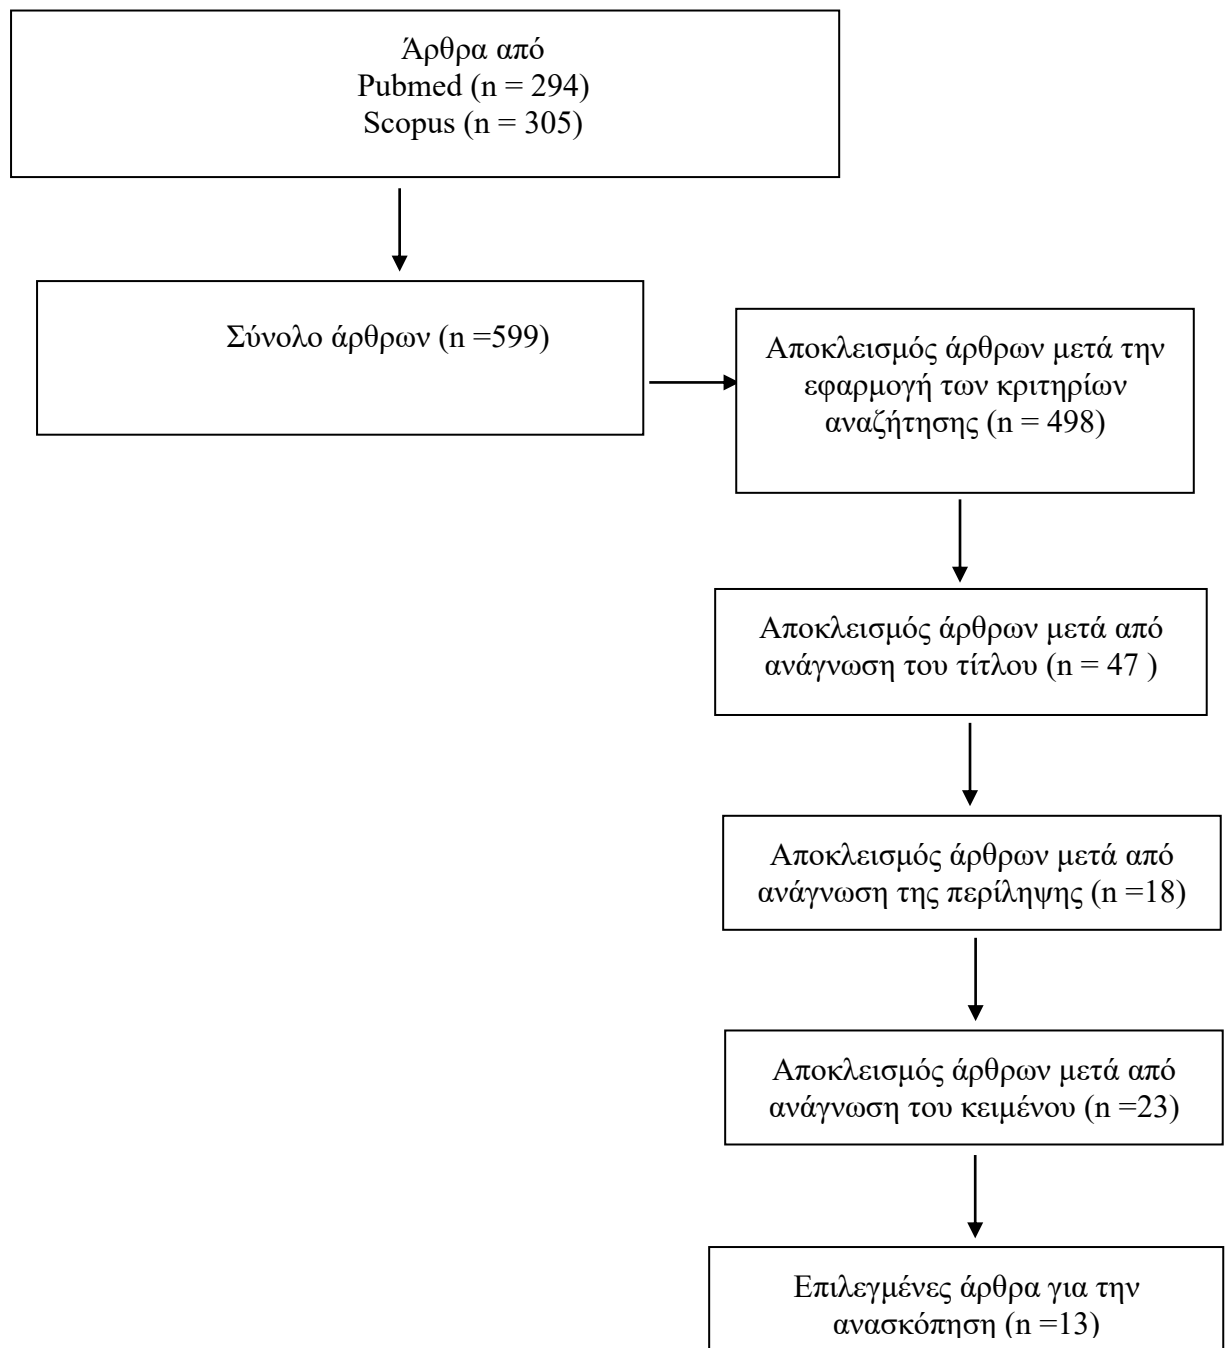 Άρθρα από
Pubmed (n = 294)
Scopus (n = 305)
Σύνολο άρθρων (n =599)
Αποκλεισμός άρθρων μετά την
εφαρμογή των κριτηρίων
αναζήτησης (n = 498)
Αποκλεισμός άρθρων μετά από
ανάγνωση του τίτλου (n = 47 )
Αποκλεισμός άρθρων μετά από
ανάγνωση της περίληψης (n =18)
Αποκλεισμός άρθρων μετά από
ανάγνωση του κειμένου (n =23)
Επιλεγμένες άρθρα για την
ανασκόπηση (n =13)